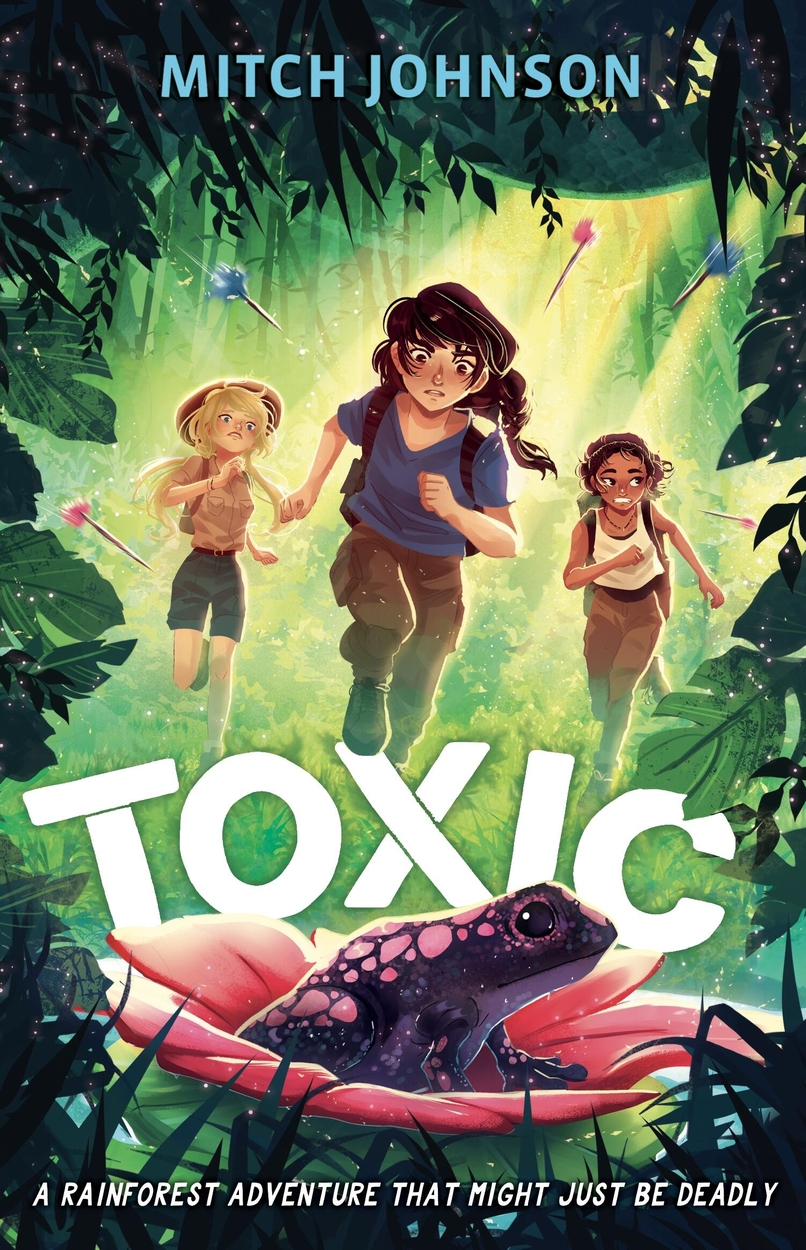 MITCH JOHNSON
TOXIC
A RAINFOREST ADVENTURE THAT MIGHT JUST BE DEADLY